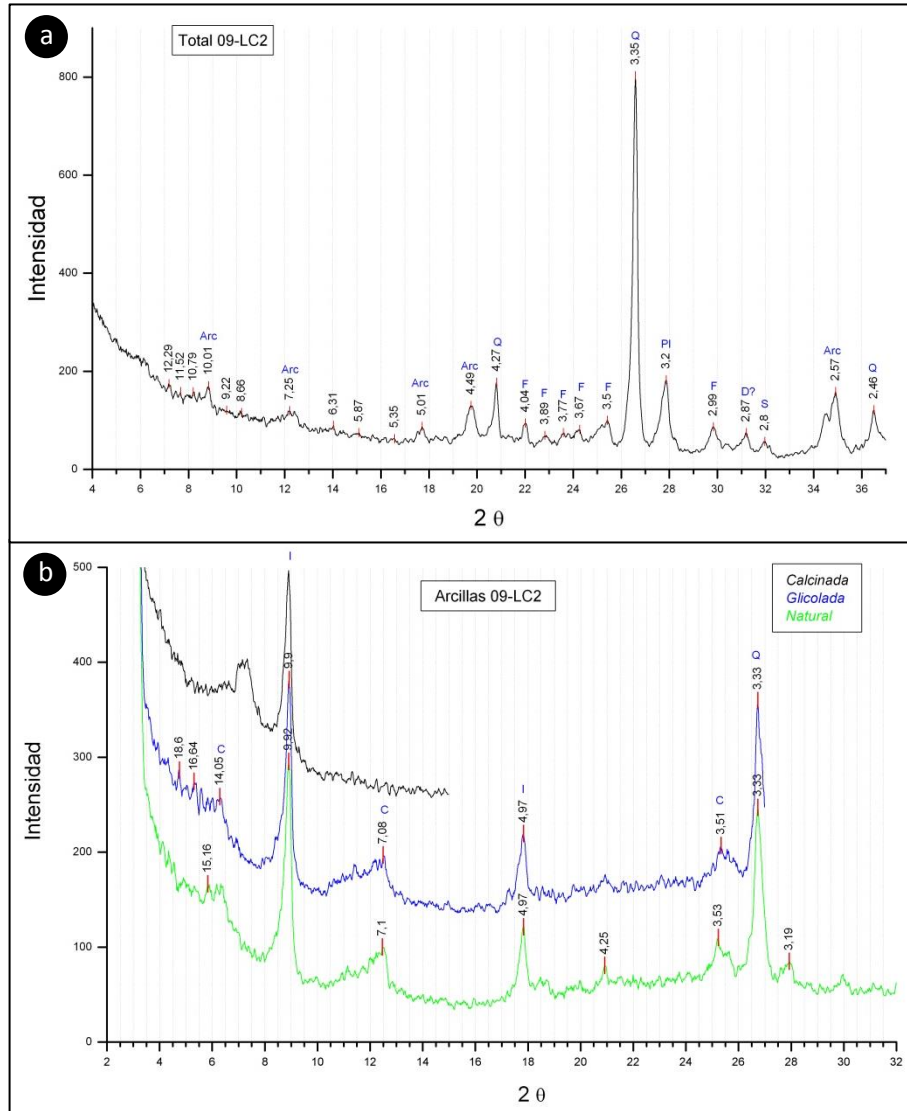 a
Total 09-LC2
Intensidad
800
600
400
200
0
12,29
11,52
10,79
Arc
10,01
9,22
8,66
Arc
7,25
6,31
5,87
5,35
Arc
5,01
Arc
4,49
Q
4,27
F
4,04
F
3,89
F
3,77
F
3,67
F
3,5
Q
3,35
Pl
3,2
F
2,99
D?
2,87
S
2,8
Arc
2,57
Q
2,46
4 6 8 10 12 14 16 18 20 22 24 26 28 30 32 34 36
2 θ
b
Arcillas 09-LC2
Calcinada
Glicolada
Natural
Intensidad
500
400
300
200
100
0
I
9,9
9,92
18,6
16,64
C
14,05
15,16
C
7,08
7,1
I
4,97
4,97
4,25
C
3,51
3,53
Q
3,33
3,33
3,19
2 4 6 8 10 12 14 16 18 20 22 24 26 28 30 32
2 θ